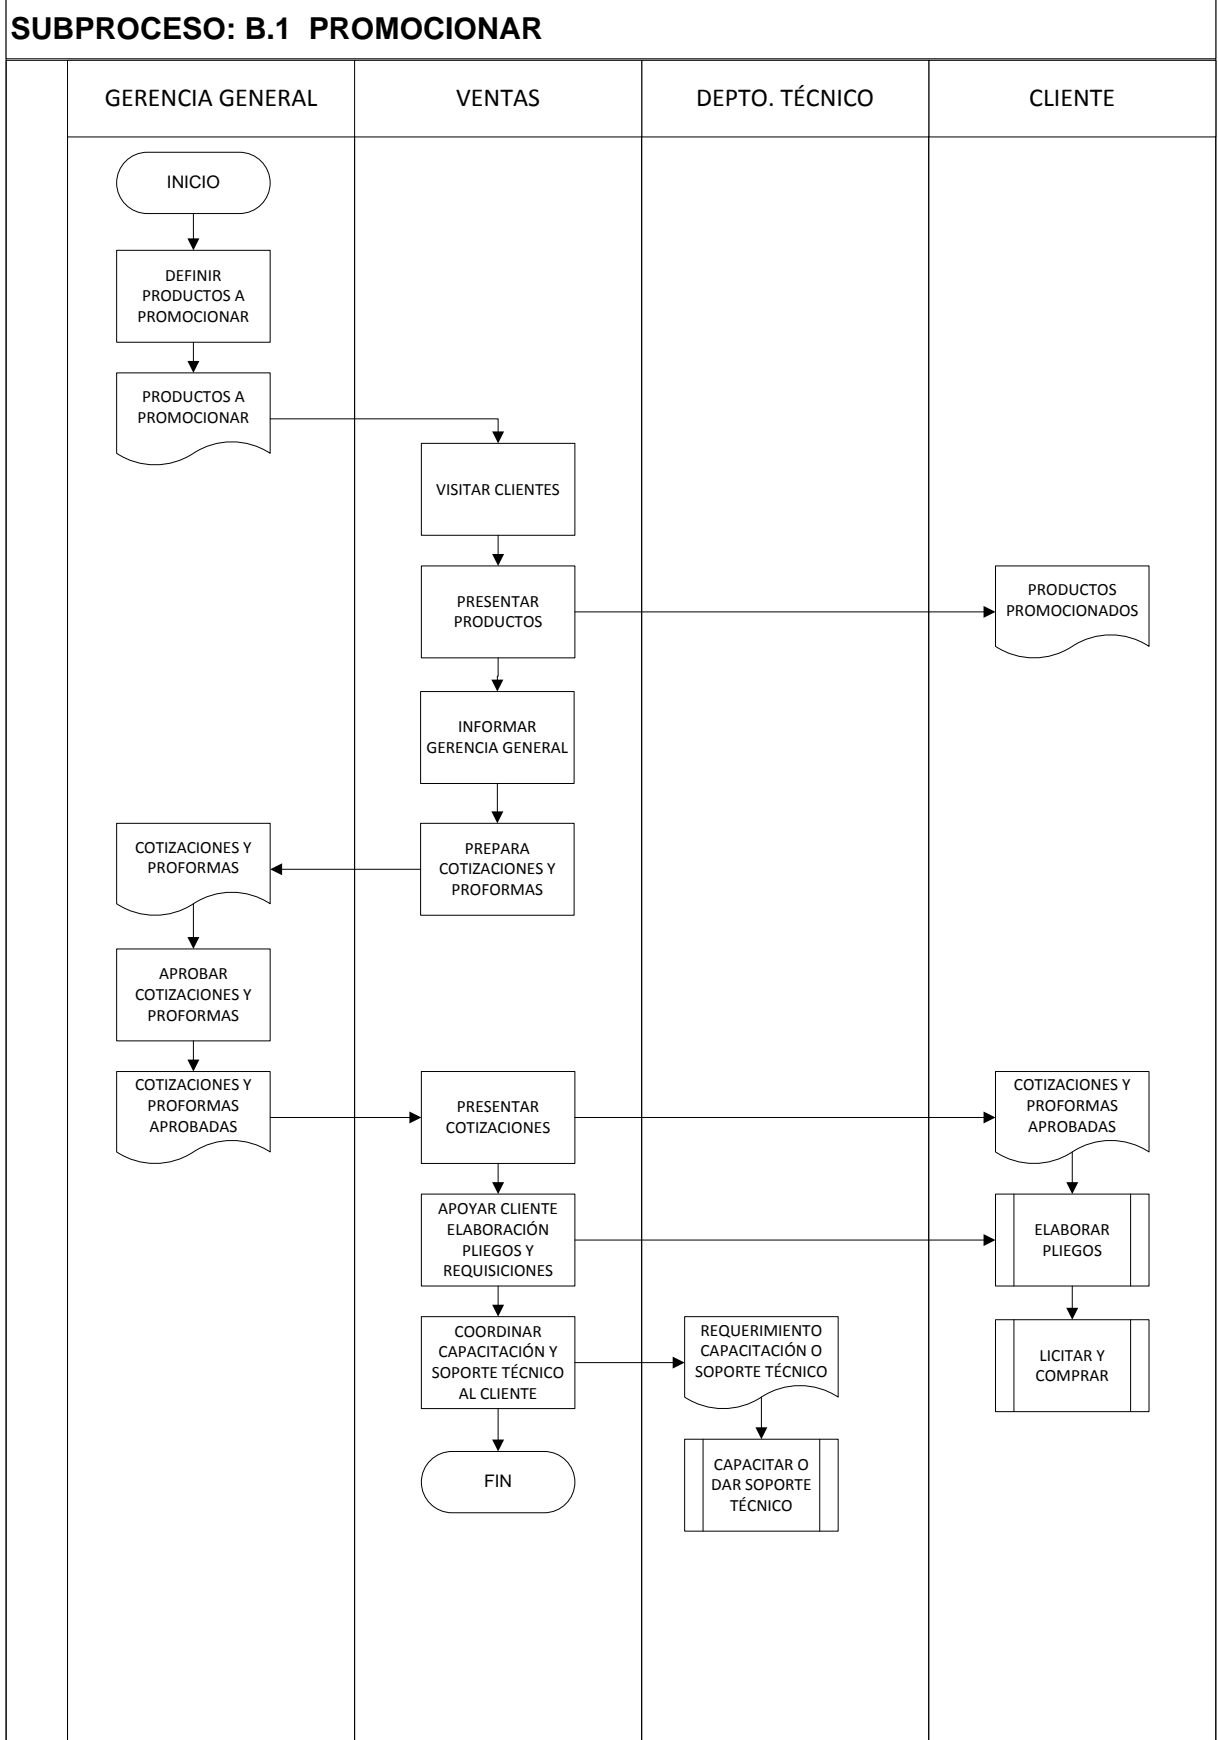 SUBPROCESO: B.1 PROMOCIONAR
GERENCIA GENERAL
VENTAS
DEPTO. TÉCNICO
CLIENTE
INICIO
DEFINIR
PRODUCTOS A
PROMOCIONAR
PRODUCTOS A
PROMOCIONAR
VISITAR CLIENTES
PRESENTAR
PRODUCTOS
PRODUCTOS
PROMOCIONADOS
INFORMAR
GERENCIA GENERAL
COTIZACIONES Y
PROFORMAS
PREPARA
COTIZACIONES Y
PROFORMAS
APROBAR
COTIZACIONES Y
PROFORMAS
COTIZACIONES Y
PROFORMAS
APROBADAS
PRESENTAR
COTIZACIONES
COTIZACIONES Y
PROFORMAS
APROBADAS
APOYAR CLIENTE
ELABORACIÓN
PLIEGOS Y
REQUISICIONES
ELABORAR
PLIEGOS
COORDINAR
CAPACITACIÓN Y
SOPORTE TÉCNICO
AL CLIENTE
REQUERIMIENTO
CAPACITACIÓN O
SOPORTE TÉCNICO
LICITAR Y
COMPRAR
FIN
CAPACITAR O
DAR SOPORTE
TÉCNICO